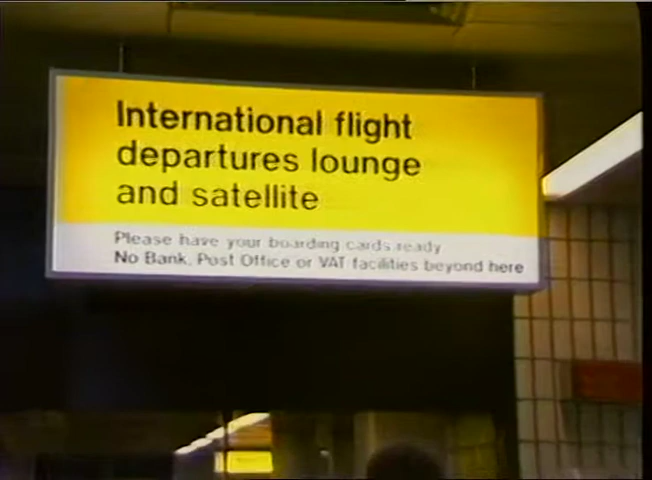 International flight
departures lounge
and satellite
Please have your boarding cards ready
No Bank, Post Office or VAT facilities beyond here